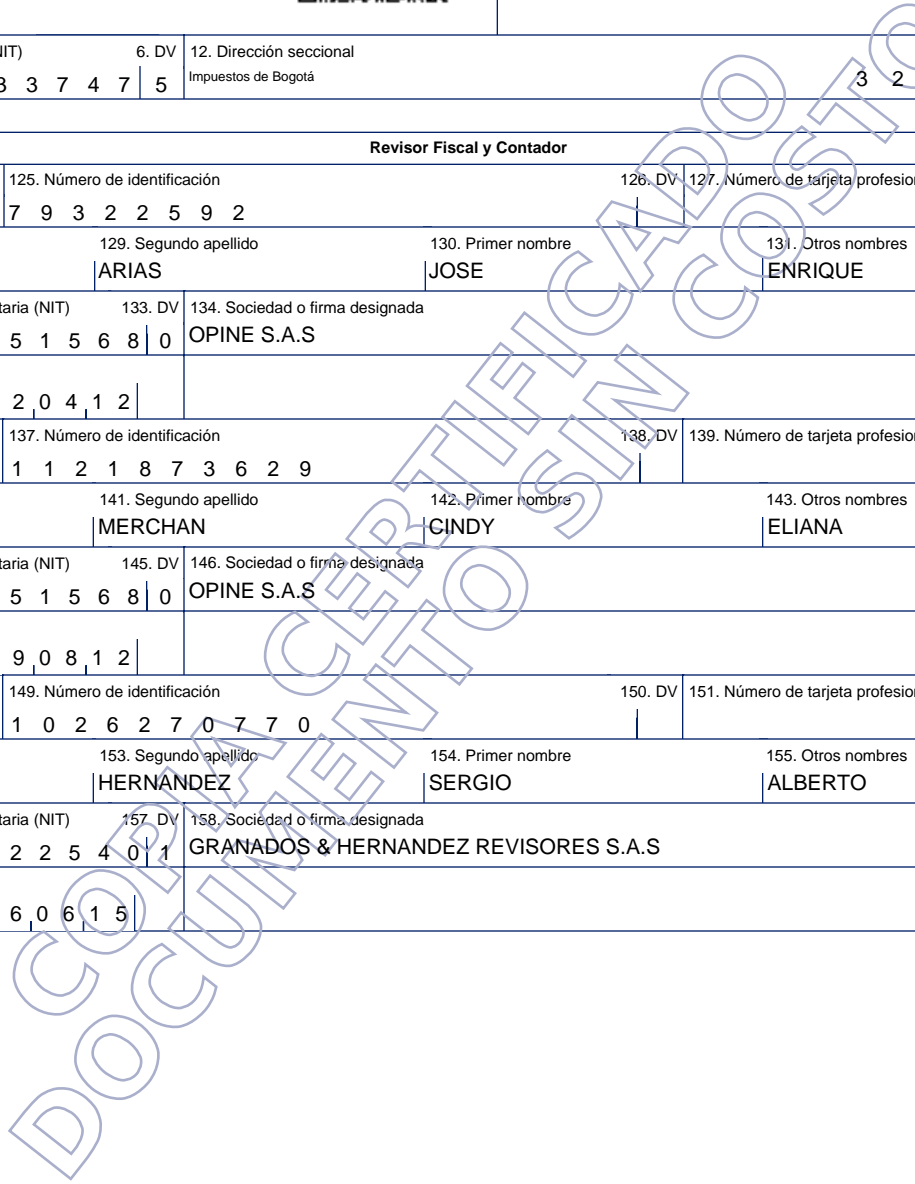 6. DV 12. Dirección seccional
3 7 4 7 5 Impuestos de Bogotá 3 2
Revisor Fiscal y Contador
125. Número de identificación 126. DV 127. Número de tarjeta profesion
7 9 3 2 2 5 9 2
129. Segundo apellido 130. Primer nombre 131. Otros nombres
ARIAS JOSE ENRIQUE
taria (NIT) 133. DV 134. Sociedad o firma designada
5 1 5 6 8 0 OPINE S.A.S
2 0 4 1 2
137. Número de identificación 138. DV 139. Número de tarjeta profesion
1 1 2 1 8 7 3 6 2 9
141. Segundo apellido 142. Primer nombre 143. Otros nombres
MERCHAN CINDY ELIANA
taria (NIT) 145. DV 146. Sociedad o firma designada
5 1 5 6 8 0 OPINE S.A.S
9 0 8 1 2
149. Número de identificación 150. DV 151. Número de tarjeta profesion
1 0 2 6 2 7 0 7 7 0
153. Segundo apellido 154. Primer nombre 155. Otros nombres
HERNANDEZ SERGIO ALBERTO
taria (NIT) 157. DV 158. Sociedad o firma designada
2 2 5 4 0 1 GRANADOS & HERNANDEZ REVISORES S.A.S
6 0 6 1 5
COPIA CERTIFICADO
DOCUMENTO SIN COSTO